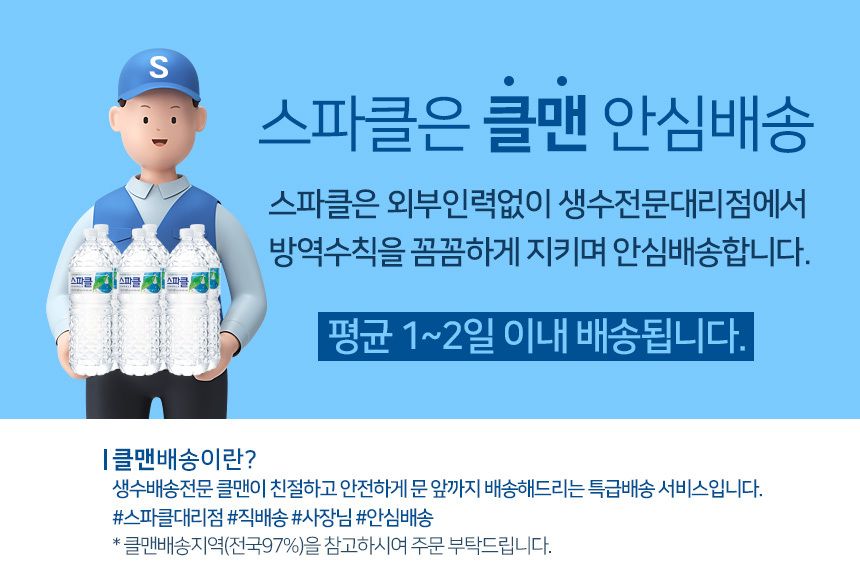 S
스파클은 클맨 안심배송
스파클은 외부인력없이 생수전문대리점에서
방역수칙을 꼼꼼하게 지키며 안심배송합니다.
스파클 스파클 스파클
평균 1~2일 이내 배송됩니다.
클맨배송이란?
생수배송전문 클맨이 친절하고 안전하게 문 앞까지 배송해드리는 특급배송 서비스입니다.
#스파클대리점 #직배송 #사장님 #안심배송
* 클맨배송지역(전국97%)을 참고하시여 주문 부탁드립니다.